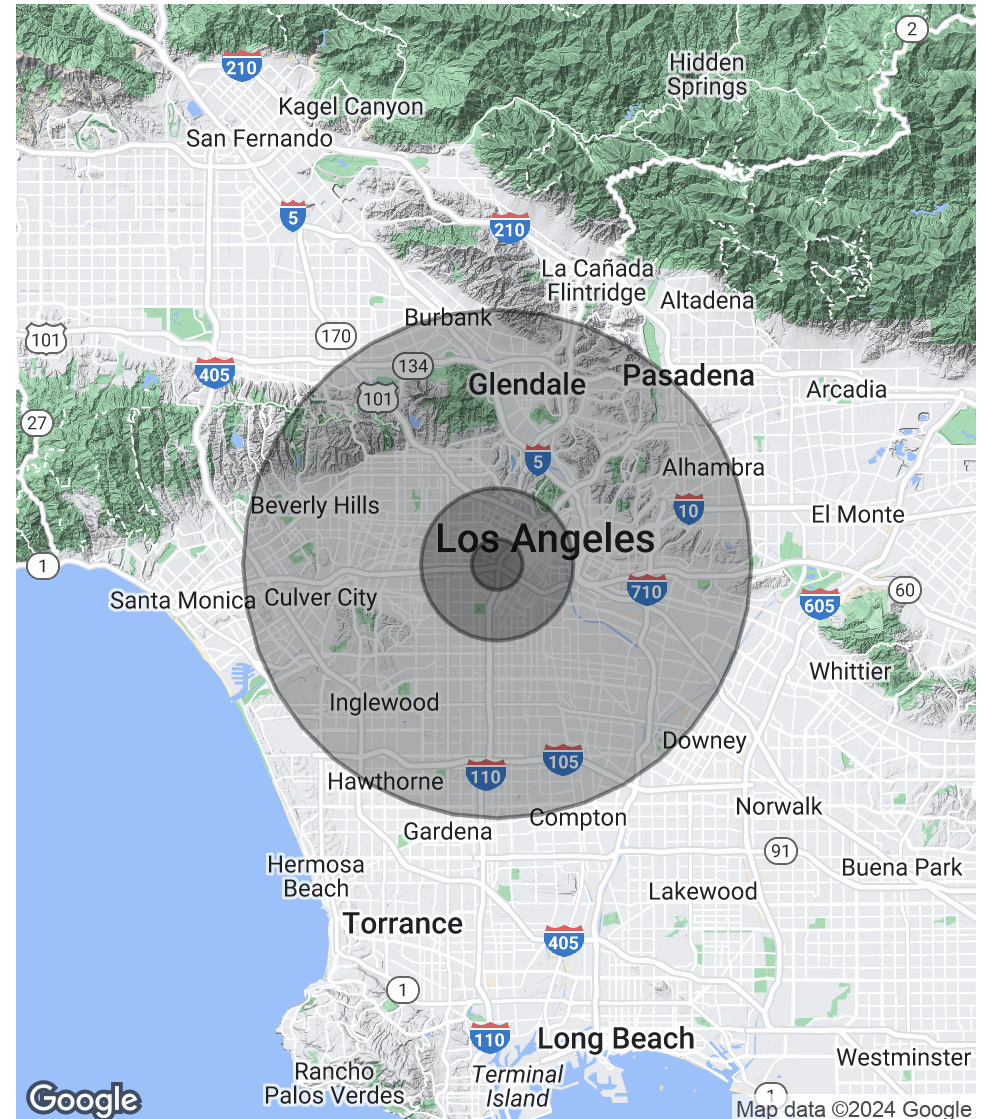 2
Hidden
Springs
210
Kagel Canyon
San Fernando
5
210
La Cañada
Flintridge
Altadena
Burbank
101
170
134
405
Glendale
Pasadena
Arcadia
101
27
5
Alhambra
Beverly Hills
10
El Monte
Los Angeles
1
710
60
Santa Monica
Culver City
605
Whittier
Inglewood
Downey
105
110
Hawthorne
Norwalk
Compton
Gardena
91
Hermosa
Beach
Buena Park
Lakewood
Torrance
405
1
110
Long Beach
Westminster
Rancho
Palos Verdes
Terminal
Island
1
Google
Map data ©2024 Google